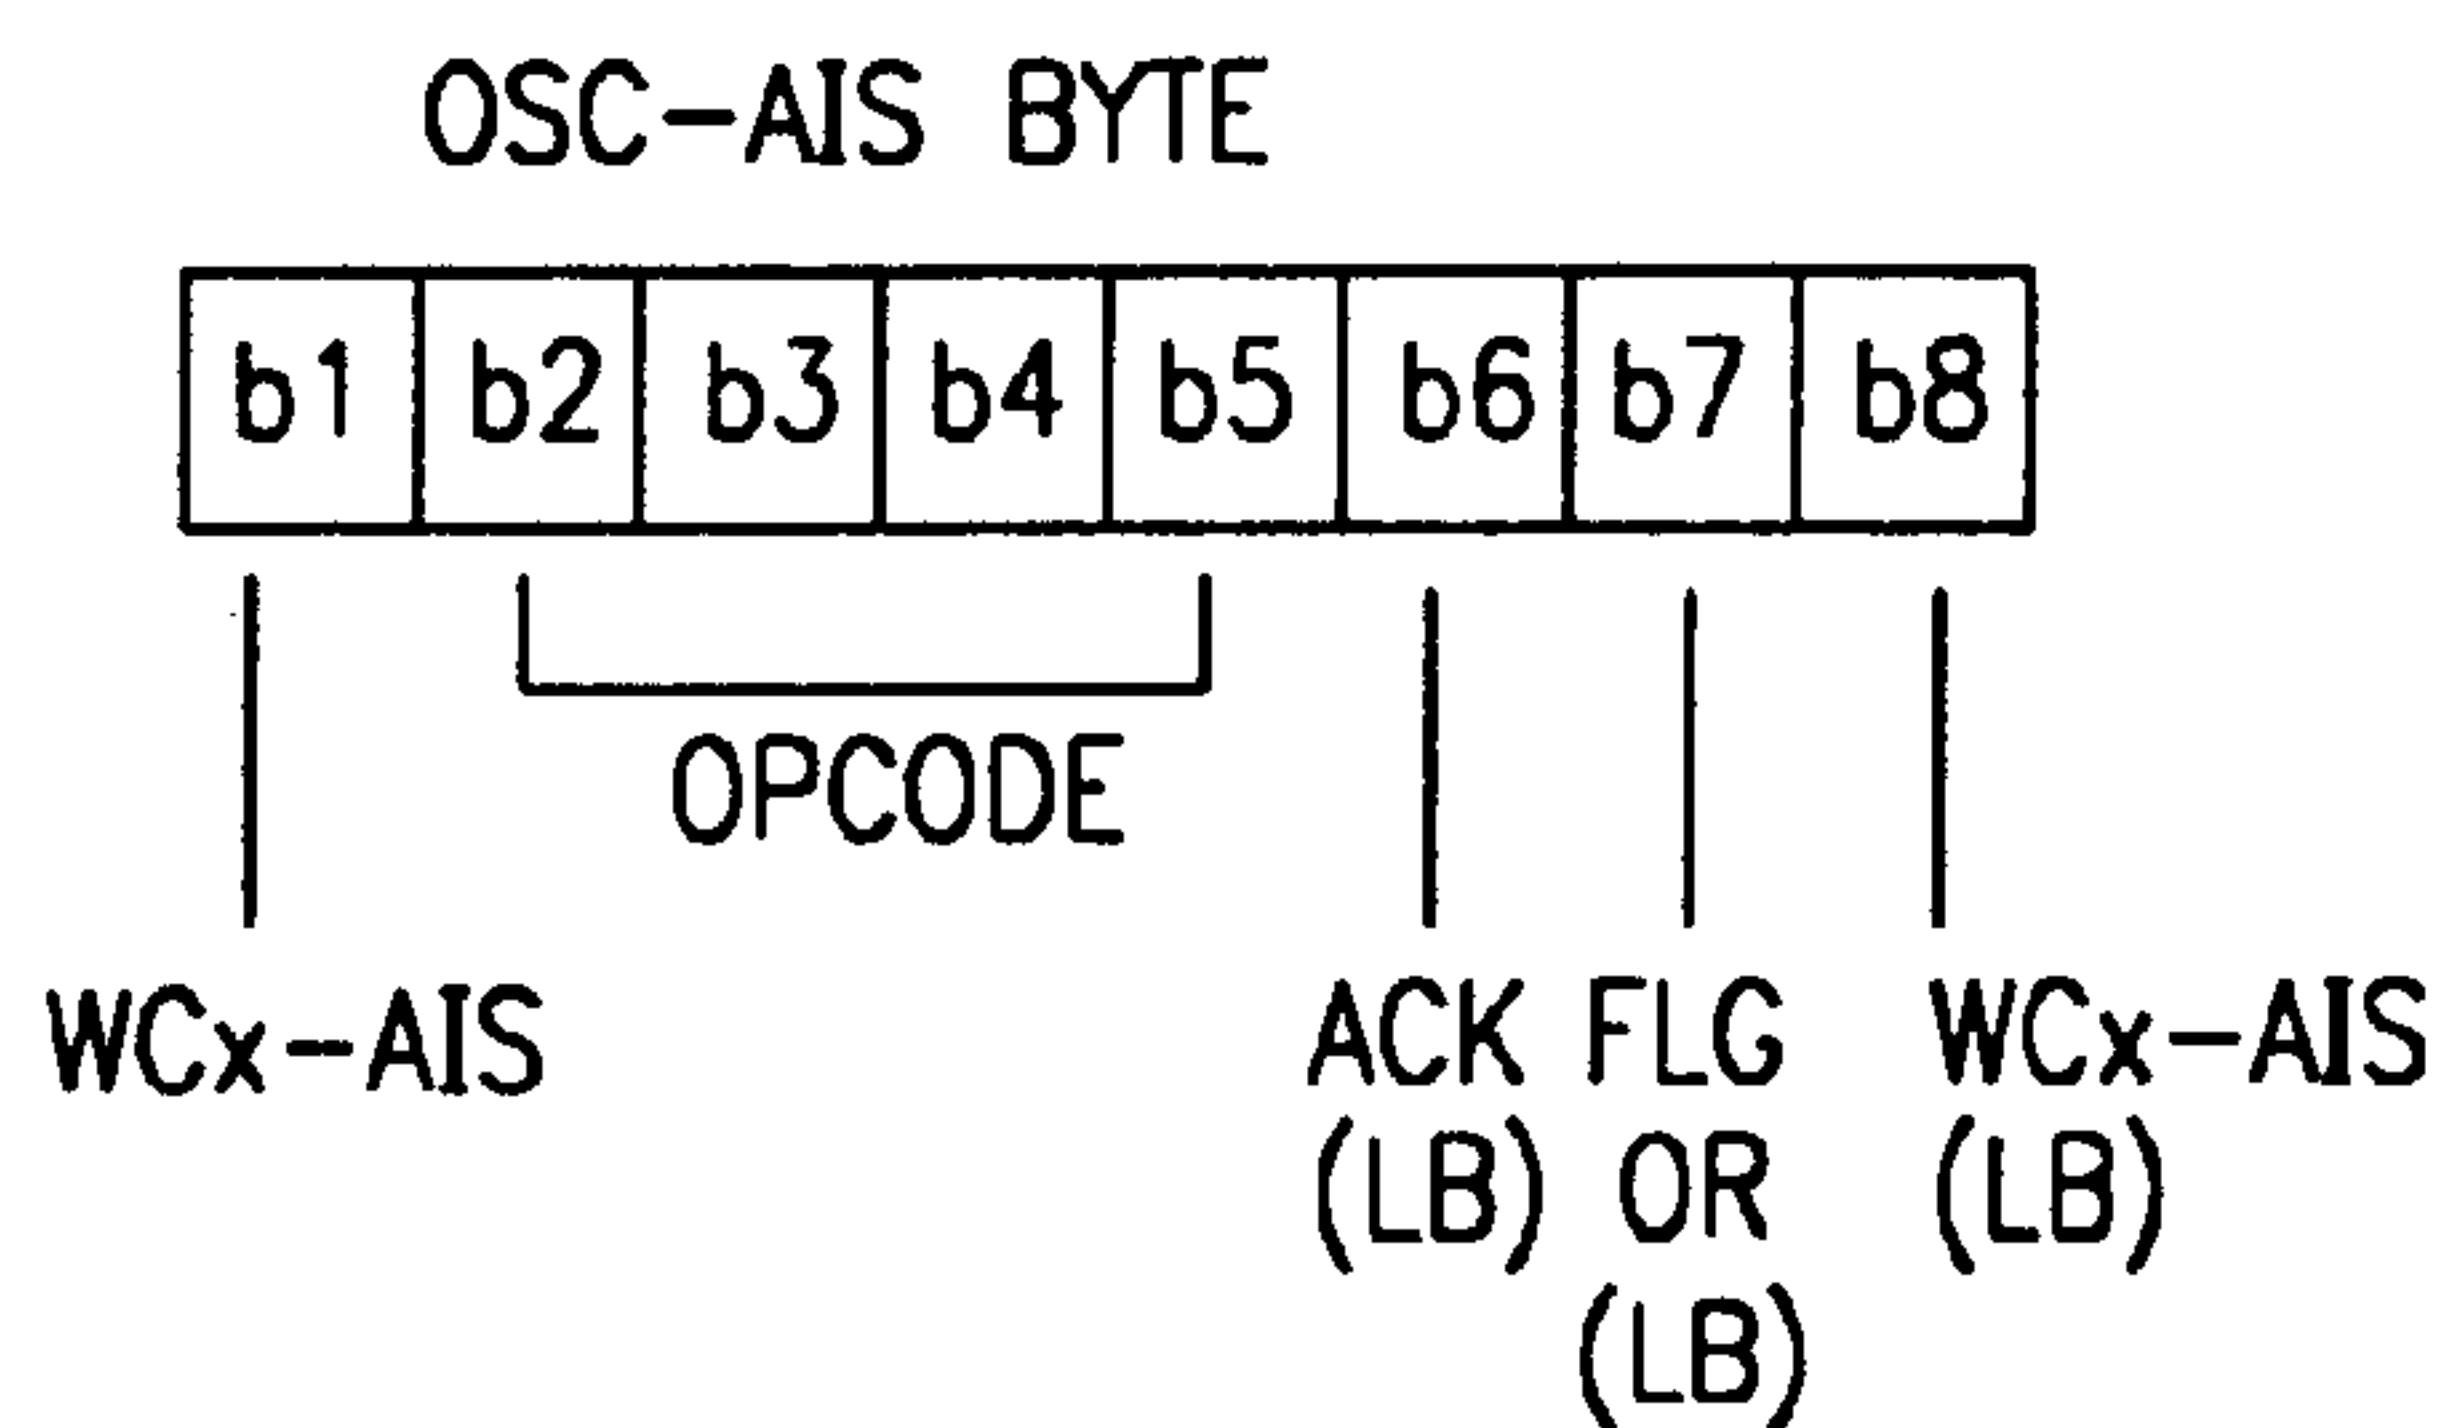 OSC-AIS BYTE
b1 b2 b3 b4 b5 b6 b7 b8
OPCODE
WCx-AIS ACK FLG WCx-AIS
(LB) OR (LB)
(LB)